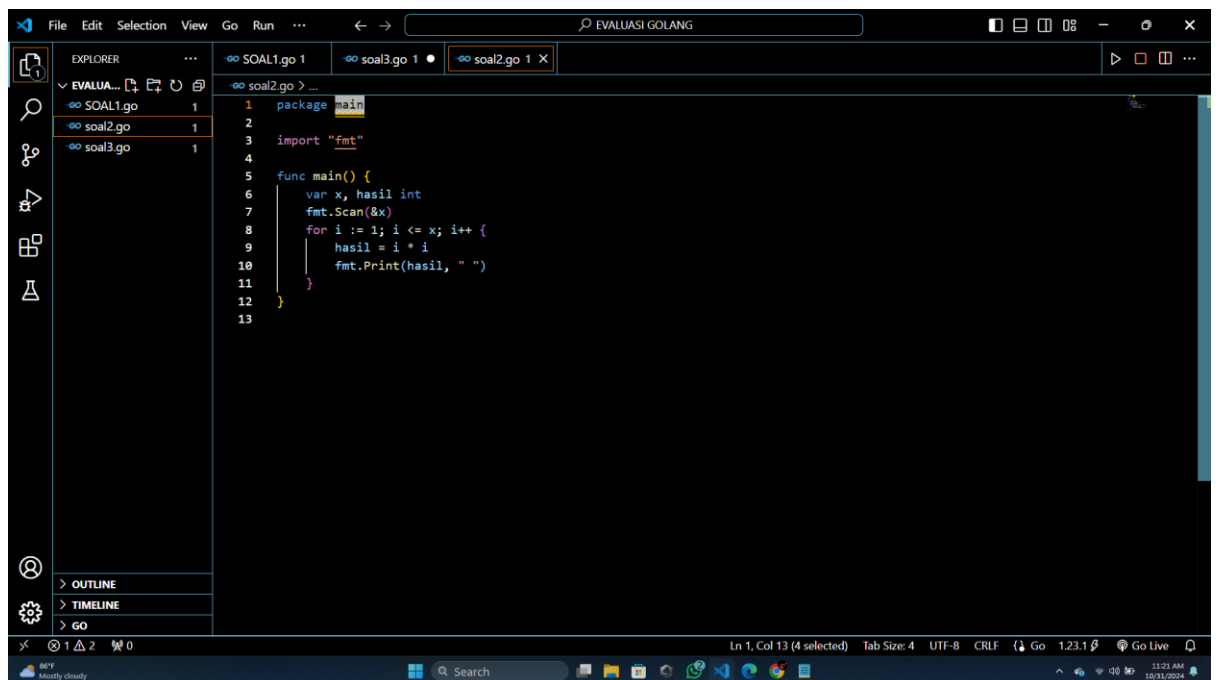 File Edit Selection View Go Run ... EVALUASI GOLANG
EXPLORER ...
EVALUA...
SOAL1.go 1
soal2.go 1
soal3.go 1
OUTLINE
TIMELINE
GO
SOAL1.go 1 soal3.go 1 soal2.go 1
soal2.go > ...
1 package main
2
3 import "fmt"
4
5 func main() {
6 var x, hasil int
7 fmt.Scan(&x)
8 for i := 1; i <= x; i++ {
9 hasil = i * i
10 fmt.Print(hasil, " ")
11 }
12 }
13
1 2 0 Ln 1, Col 13 (4 selected) Tab Size: 4 UTF-8 CRLF Go 1.23.1 Go Live
86°F
Mostly cloudy
Search
11:21 AM
10/31/2024